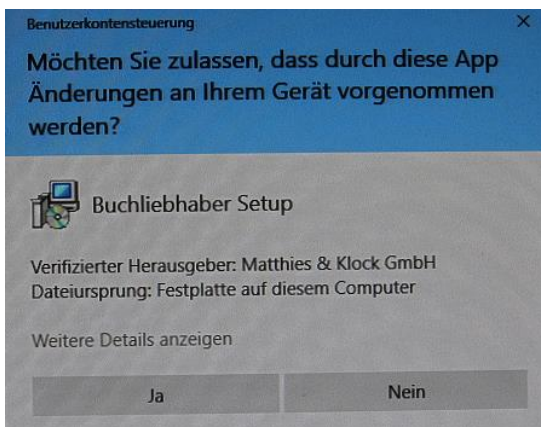 Benutzerkontensteuerung
Möchten Sie zulassen, dass durch diese App
Änderungen an Ihrem Gerät vorgenommen
werden?
Buchliebhaber Setup
Verifizierter Herausgeber: Matthies & Klock GmbH
Dateiursprung: Festplatte auf diesem Computer
Weitere Details anzeigen
Ja Nein